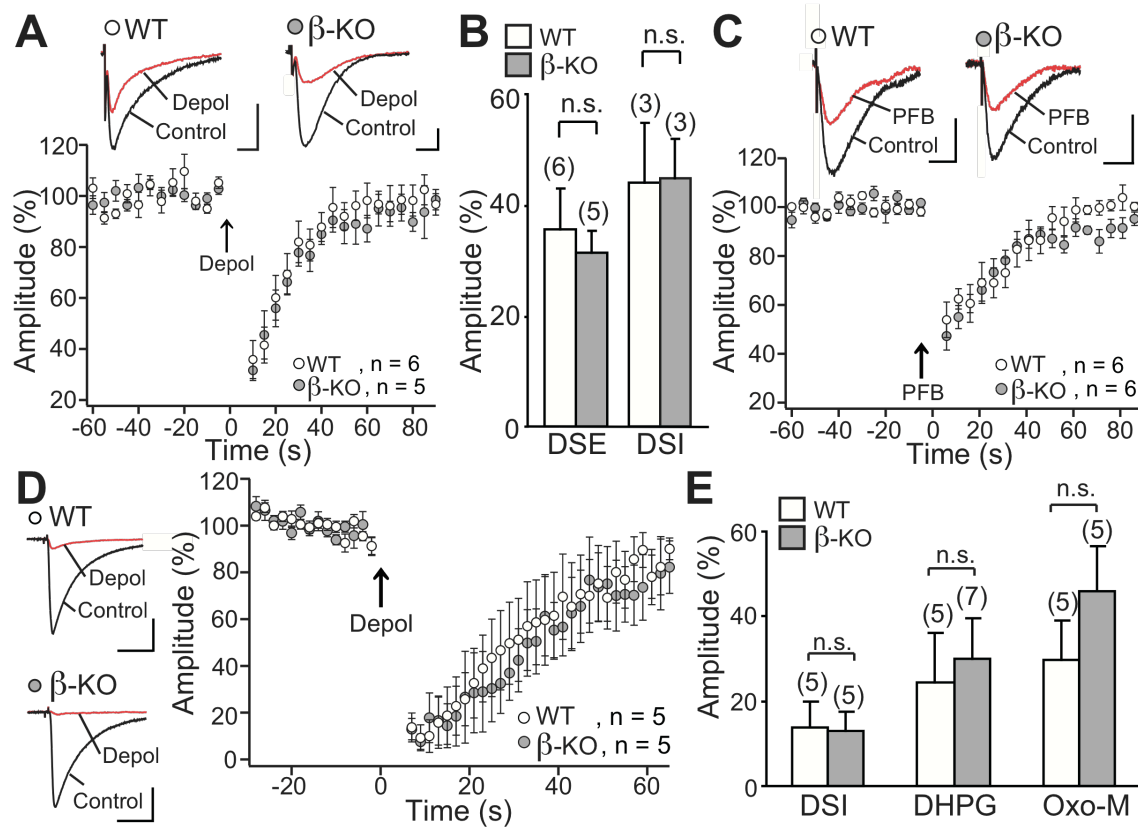 A
WT
β-KO
Depol
Control
Depol
Control
120
100
80
60
40
20
Amplitude (%)
Depol
WT , n = 6
β-KO, n = 5
-60 -40 -20 0 20 40 60 80
Time (s)
B
WT
β-KO
n.s.
n.s.
(6)
(5)
(3)
(3)
60
40
20
0
Amplitude (%)
DSE DSI
C
WT
β-KO
PFB
Control
PFB
Control
120
100
80
60
40
20
Amplitude (%)
PFB
WT , n = 6
β-KO , n = 6
-60 -40 -20 0 20 40 60 80
Time (s)
D
WT
Depol
Control
β-KO
Depol
Control
120
100
80
60
40
20
0
Amplitude (%)
Depol
WT , n = 5
β-KO, n = 5
-20 0 20 40 60
Time (s)
E
WT
β-KO
n.s.
n.s.
n.s.
(5) (5)
(5) (7)
(5) (5)
60
40
20
0
Amplitude (%)
DSI DHPG Oxo-M